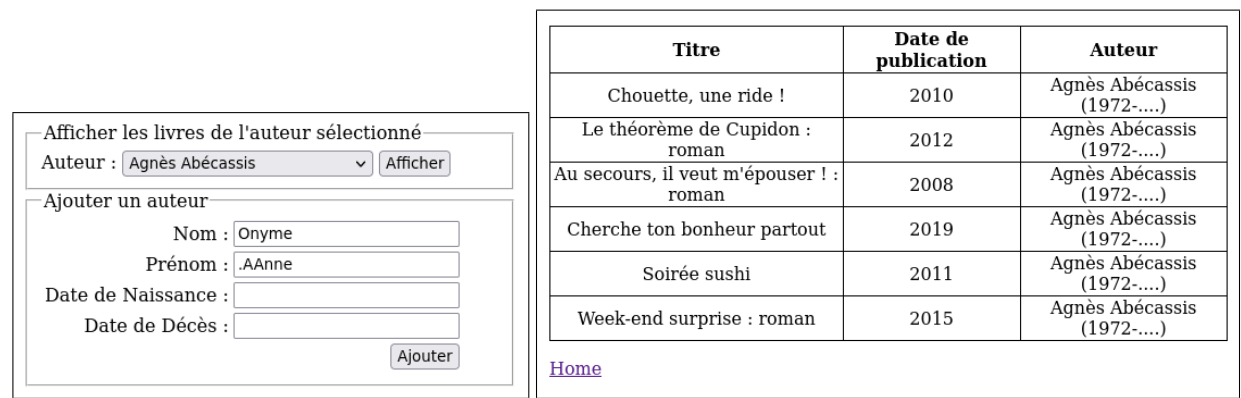 Afficher les livres de l'auteur sélectionné
Auteur : Agnès Abécassis Afficher
Ajouter un auteur
Nom : Onyme
Prénom : .AAnne
Date de Naissance :
Date de Décès :
Ajouter
Titre Date de publication Auteur
Chouette, une ride ! 2010 Agnès Abécassis (1972-....)
Le théorème de Cupidon : roman 2012 Agnès Abécassis (1972-....)
Au secours, il veut m'épouser ! : roman 2008 Agnès Abécassis (1972-....)
Cherche ton bonheur partout 2019 Agnès Abécassis (1972-....)
Soirée sushi 2011 Agnès Abécassis (1972-....)
Week-end surprise : roman 2015 Agnès Abécassis (1972-....)
Home